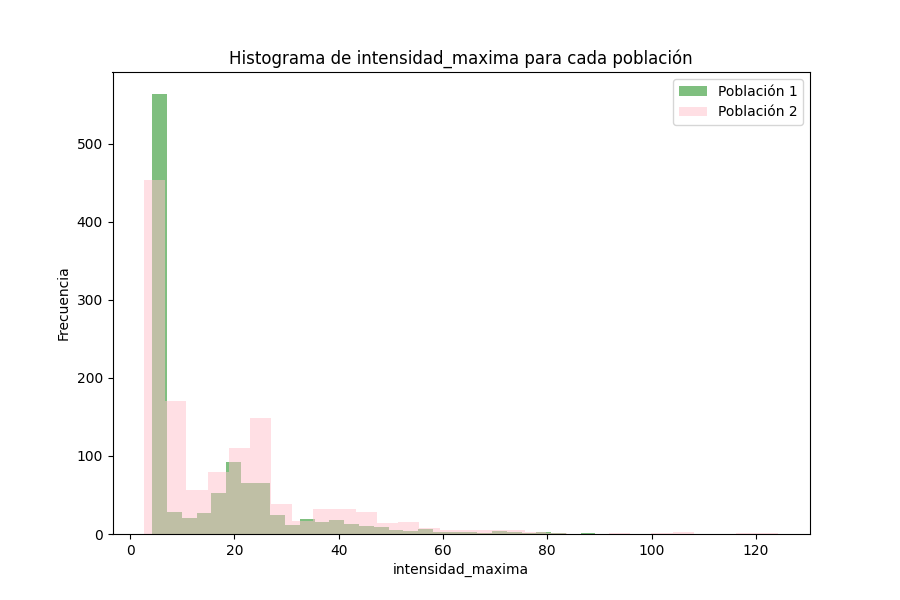 Histograma de intensidad_maxima para cada población
Población 1
Población 2
500
400
300
200
100
0
Frecuencia
0 20 40 60 80 100 120
intensidad_maxima